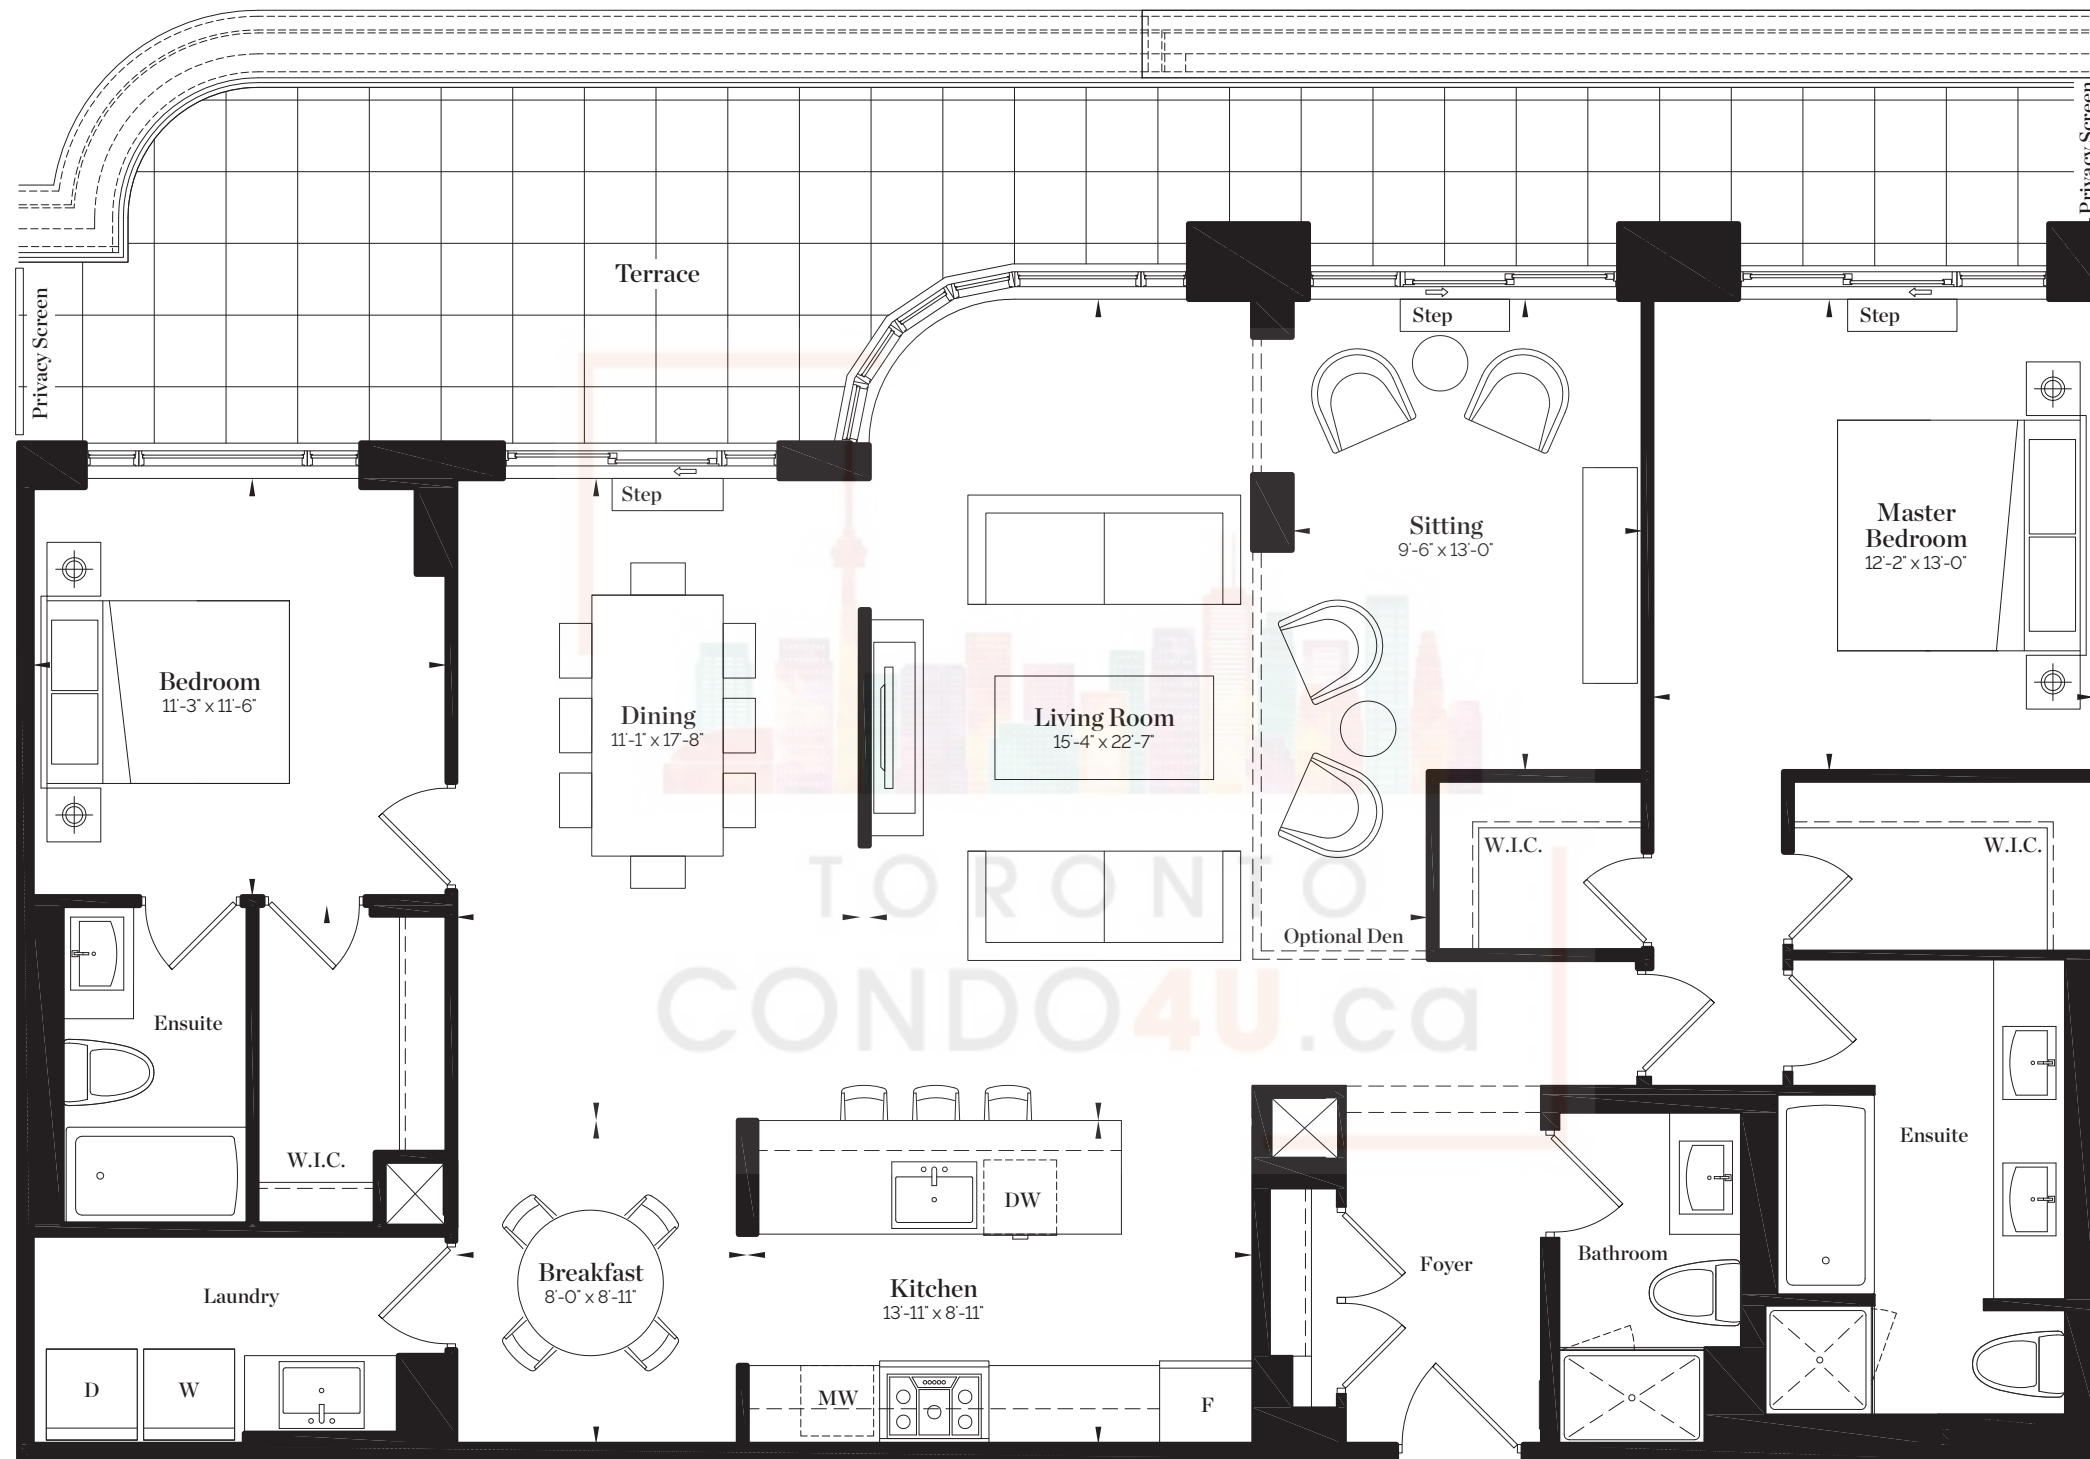 Privacy Screen
Terrace
Privacy Screen
Step
Step
Step
Sitting
9'-6" x 13'-0"
Master
Bedroom
12'-2" x 13'-0"
Bedroom
11'-3" x 11'-6"
Dining
11'-1" x 17'-8"
Living Room
15'-4" x 22'-7"
W.I.C.
W.I.C.
TORONTO
Optional Den
CONDO4U.ca
Ensuite
W.I.C.
Ensuite
DW
Bathroom
Foyer
Breakfast
8'-0" x 8'-11"
Kitchen
13'-11" x 8'-11"
Laundry
D
W
MW
F